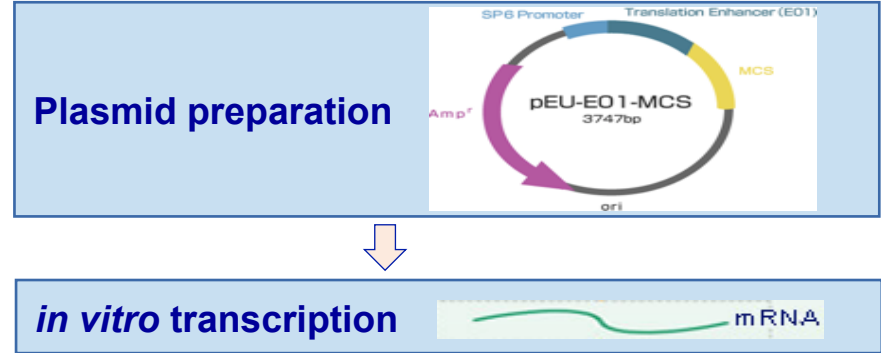 SP6 Promoter Translation Enhancer (E01)
MCS
Plasmid preparation
pEU-E01-MCS
3747bp
Ampʳ
ori
in vitro transcription
mRNA